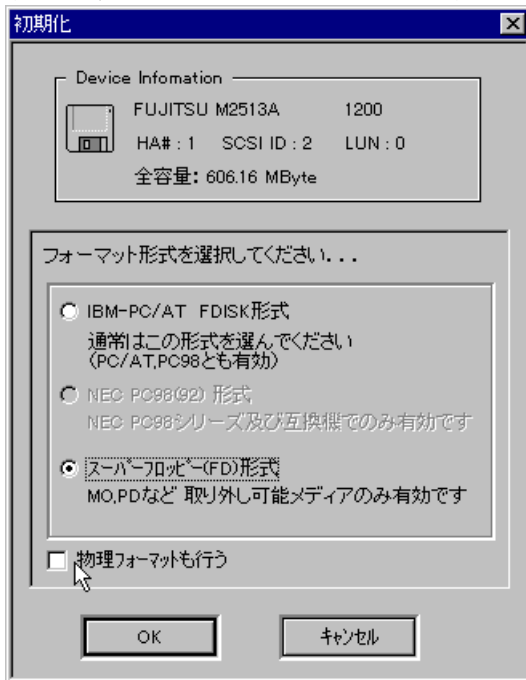 初期化
Device Infomation
FUJITSU M2513A 1200
HA# : 1 SCSI ID : 2 LUN : 0
全容量: 606.16 MByte
フォーマット形式を選択してください...
IBM-PC/AT FDISK形式
通常はこの形式を選んでください
(PC/AT,PC98とも有効)
NEC PC98(92) 形式
NEC PC98シリーズ及び互換機でのみ有効です
スーパーフロッピー(FD)形式
MO,PDなど 取り外し可能メディアのみ有効です
物理フォーマットも行う
OK キャンセル